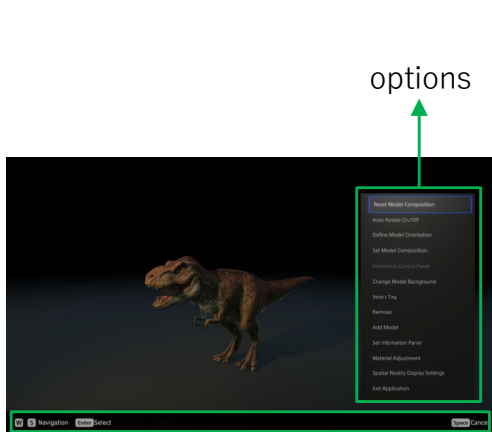 options
Reset Model Composition
Auto Rotate On/Off
Define Model Orientation
Set Model Composition
Animation Control Panel
Change Model Background
Select Tag
Remove
Add Model
Set Infomation Panel
Material Adjustment
Spatial Reality Display Settings
Exit Application
W S Navigation Enter Select Space Cancel